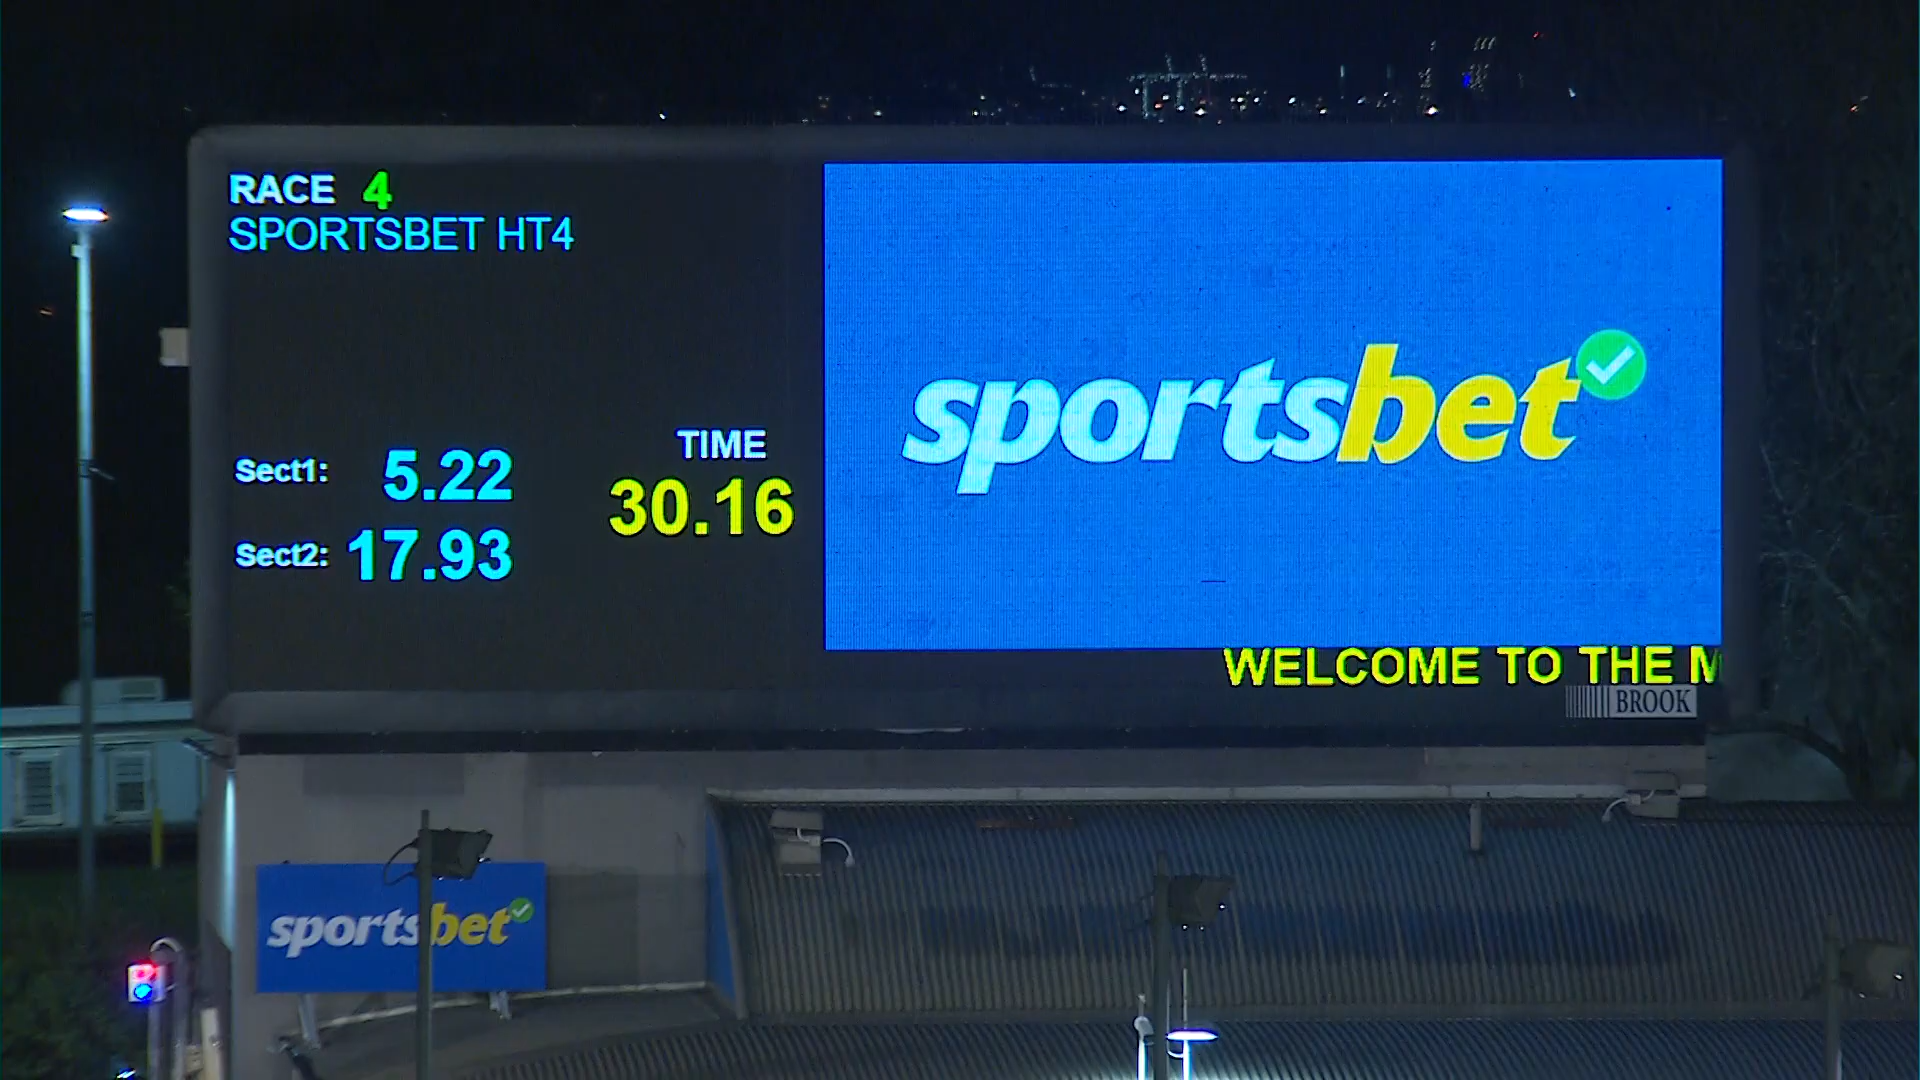 RACE 4
SPORTSBET HT4
Sect1: 5.22
Sect2: 17.93
TIME
30.16
sportsbet
WELCOME TO THE M
BROOK
sportsbet